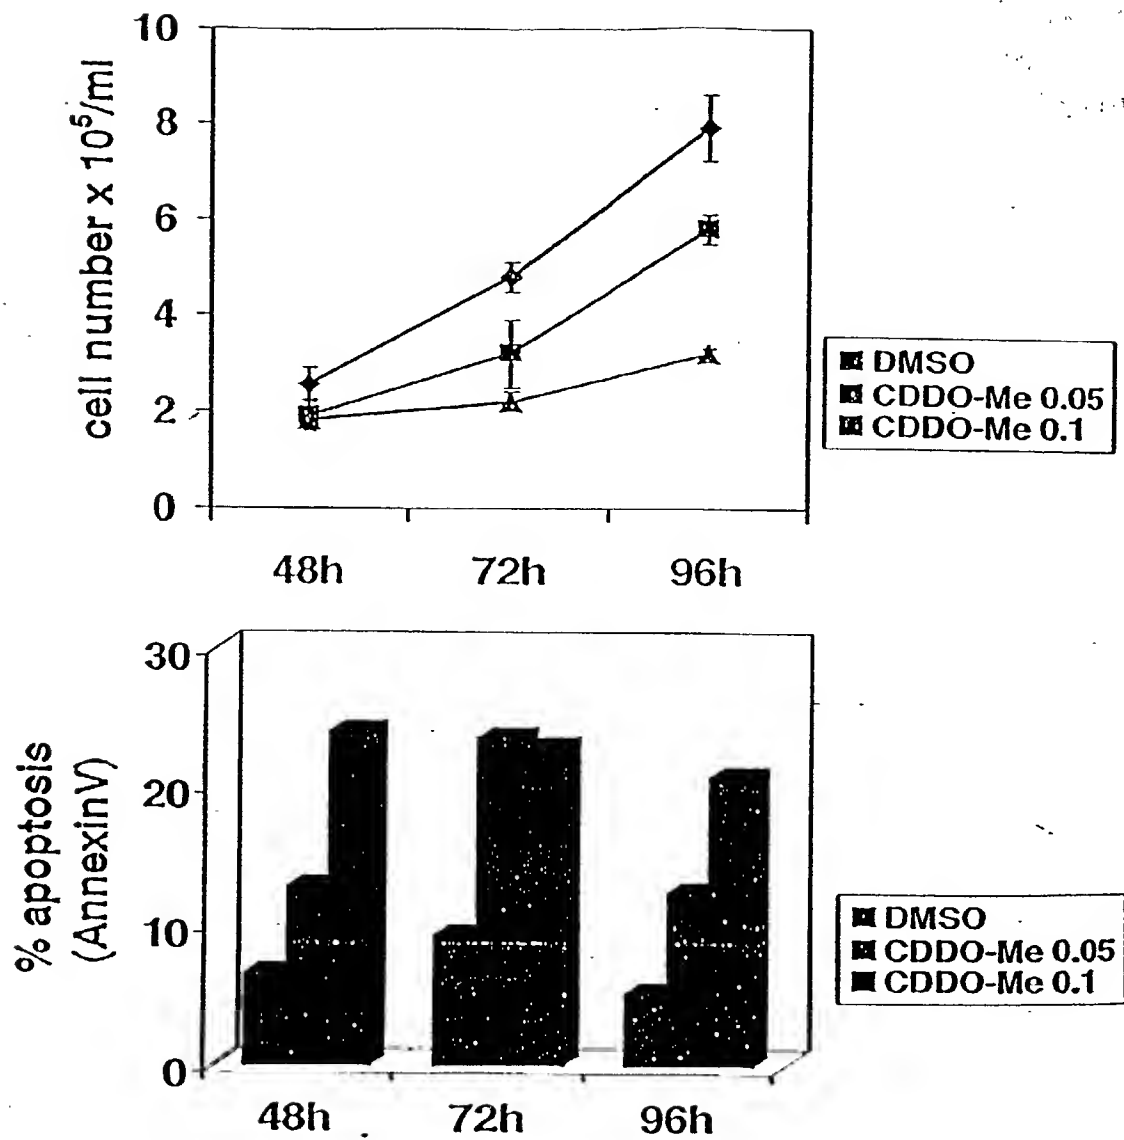 10
8
6
4
2
0
cell number x 10⁵/ml
48h 72h 96h
DMSO
CDDO-Me 0.05
CDDO-Me 0.1
30
20
10
0
% apoptosis
(AnnexinV)
48h 72h 96h
DMSO
CDDO-Me 0.05
CDDO-Me 0.1